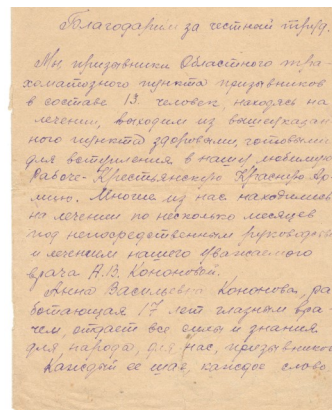 Благодарим за честный труд.
Мы призывники Областного тра-
хоматозного пункта призывников
в составе 13 человек, находясь на
лечении, выходим из вышеуказан
ного пункта здоровыми, готовыми
для вступления в нашу любимую
Рабоче-Крестьянскую Красную Ар-
мию. Многие из нас находились
на лечении по несколько месяцев
под непосредственным руководством
и лечением нашего уважаемого
врача А.В. Кононовой.
Анна Васильевна Кононова, ра
ботающая 17 лет глазным вра-
чем, отдает все силы и знания
для народа, для нас, призывников
Каждый ее шаг, каждое слово